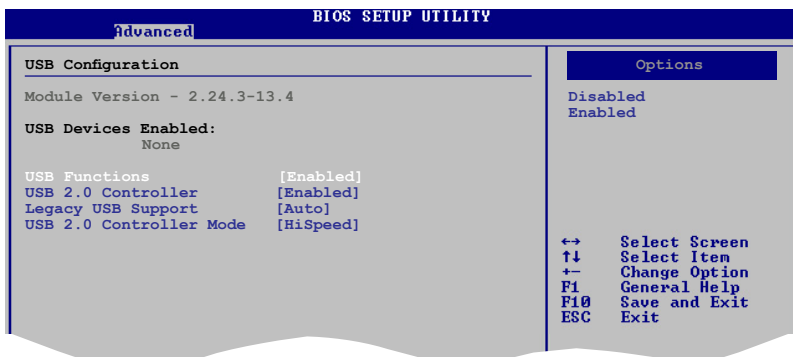 BIOS SETUP UTILITY
Advanced
USB Configuration
Module Version - 2.24.3-13.4
USB Devices Enabled:
None
USB Functions [Enabled]
USB 2.0 Controller [Enabled]
Legacy USB Support [Auto]
USB 2.0 Controller Mode [HiSpeed]
Options
Disabled
Enabled
↔ Select Screen
↑↓ Select Item
+- Change Option
F1 General Help
F10 Save and Exit
ESC Exit